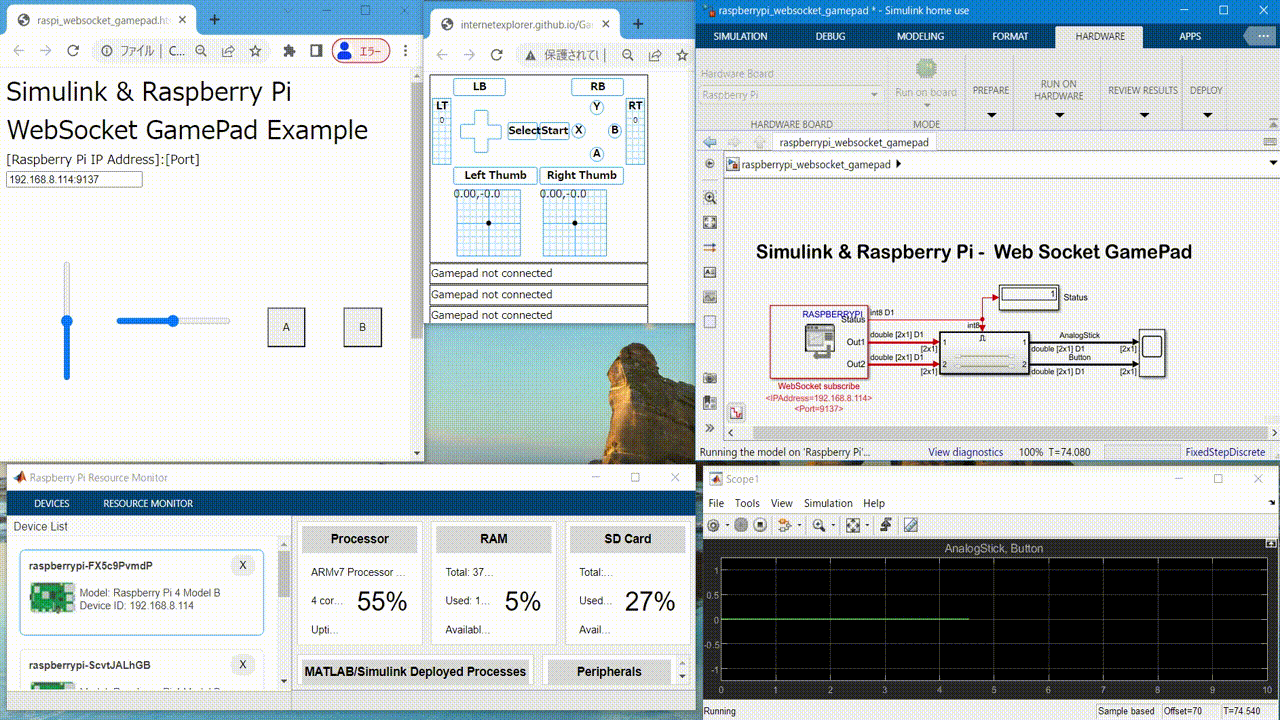 raspi_websocket_gamepad.ht
ファイル
C...
エラー
Simulink & Raspberry Pi
WebSocket GamePad Example
[Raspberry Pi IP Address]:[Port]
192.168.8.114:9137
A
B
internetexplorer.github.io/Ga
保護されてい
LB
RB
LT
RT
0
0
Y
Select
Start
X
B
A
Left Thumb
Right Thumb
0.00,-0.0
0.00,-0.0
Gamepad not connected
Gamepad not connected
Gamepad not connected
raspberrypi_websocket_gamepad * - Simulink home use
SIMULATION
DEBUG
MODELING
FORMAT
HARDWARE
APPS
Hardware Board
Raspberry Pi
Run on board
PREPARE
RUN ON
HARDWARE
REVIEW RESULTS
DEPLOY
HARDWARE BOARD
MODE
raspberrypi_websocket_gamepad
raspberrypi_websocket_gamepad
Simulink & Raspberry Pi - Web Socket GamePad
1
Status
RASPBERRYPI
Status
int8 D1
int8
Out1
double [2x1] D1
[2x1]
1
1
double [2x1] D1
AnalogStick
[2x1]
Out2
double [2x1] D1
[2x1]
2
2
double [2x1] D1
Button
[2x1]
WebSocket subscribe
<IPAddress=192.168.8.114>
<Port=9137>
Running the model on 'Raspberry Pi'...
View diagnostics
100%
T=74.080
FixedStepDiscrete
Raspberry Pi Resource Monitor
DEVICES
RESOURCE MONITOR
Device List
raspberrypi-FX5c9PvmdP
X
Model: Raspberry Pi 4 Model B
Device ID: 192.168.8.114
raspberrypi-ScvtJALhGB
X
Processor
ARMv7 Processor ...
4 cor...
55%
Upti...
RAM
Total: 37...
Used: 1...
5%
Availabl...
SD Card
Total:...
Used...
27%
Avail...
MATLAB/Simulink Deployed Processes
Peripherals
Scope1
File
Tools
View
Simulation
Help
AnalogStick, Button
1
0.5
0
-0.5
-1
0
1
2
3
4
5
6
7
8
9
10
Running
Sample based
Offset=70
T=74.540